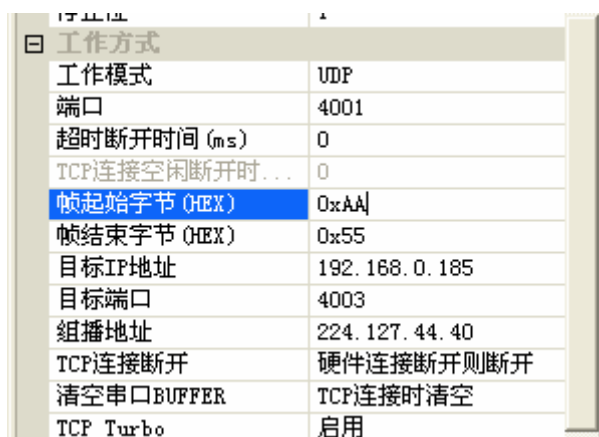 停止位 1
工作方式
工作模式 UDP
端口 4001
超时断开时间(ms) 0
TCP连接空闲断开时... 0
帧起始字节(HEX) 0xAA
帧结束字节(HEX) 0x55
目标IP地址 192.168.0.185
目标端口 4003
组播地址 224.127.44.40
TCP连接断开 硬件连接断开则断开
清空串口BUFFER TCP连接时清空
TCP Turbo 启用